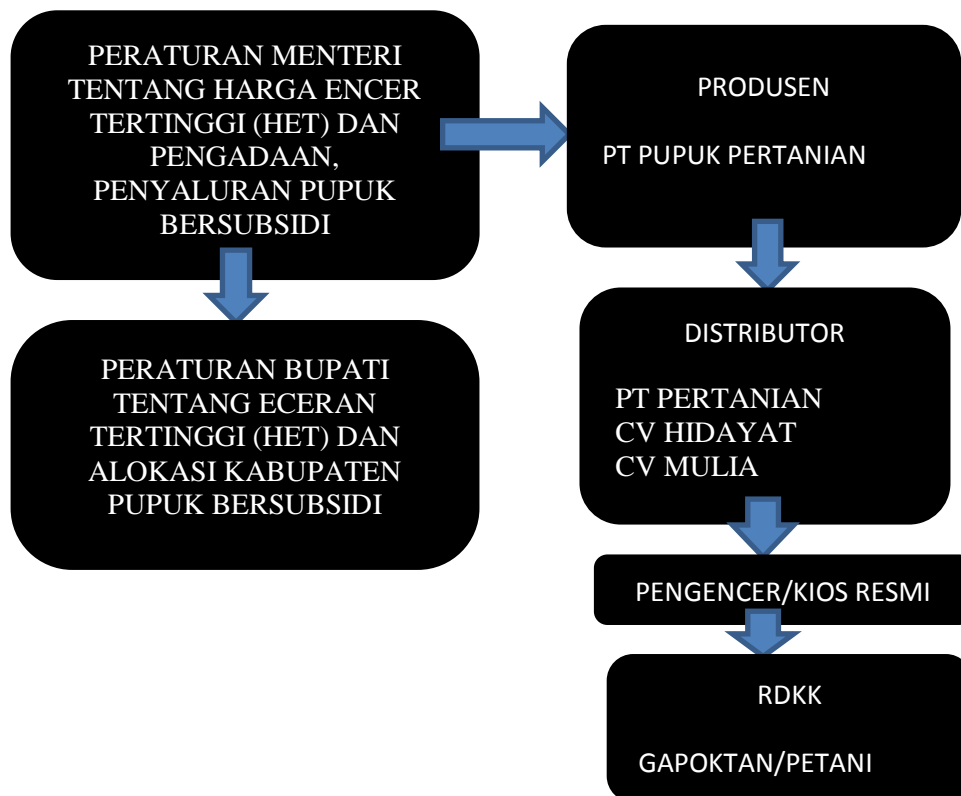 PERATURAN MENTERI
TENTANG HARGA ENCER
TERTINGGI (HET) DAN
PENGADAAN,
PENYALURAN PUPUK
BERSUBSIDI
PERATURAN BUPATI
TENTANG ECERAN
TERTINGGI (HET) DAN
ALOKASI KABUPATEN
PUPUK BERSUBSIDI
PRODUSEN
PT PUPUK PERTANIAN
DISTRIBUTOR
PT PERTANIAN
CV HIDAYAT
CV MULIA
PENGENCER/KIOS RESMI
RDKK
GAPOKTAN/PETANI